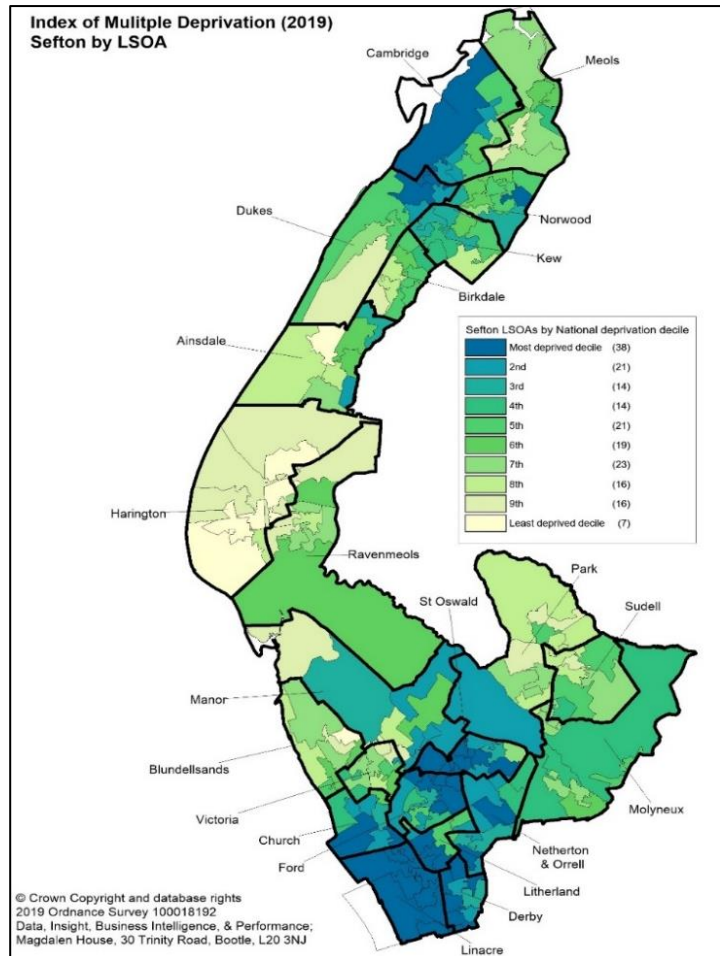 Index of Mulitple Deprivation (2019)
Sefton by LSOA
Cambridge
Meols
Dukes
Norwood
Kew
Birkdale
Ainsdale
Sefton LSOAs by National deprivation decile
Most deprived decile (38)
2nd (21)
3rd (14)
4th (14)
5th (21)
6th (19)
7th (23)
8th (16)
9th (16)
Least deprived decile (7)
Harington
Ravenmeols
Park
St Oswald
Sudell
Manor
Blundellsands
Molyneux
Victoria
Church
Netherton
& Orrell
Ford
Litherland
Derby
Linacre
© Crown Copyright and database rights
2019 Ordnance Survey 100018192
Data, Insight, Business Intelligence, & Performance;
Magdalen House, 30 Trinity Road, Bootle, L20 3NJ